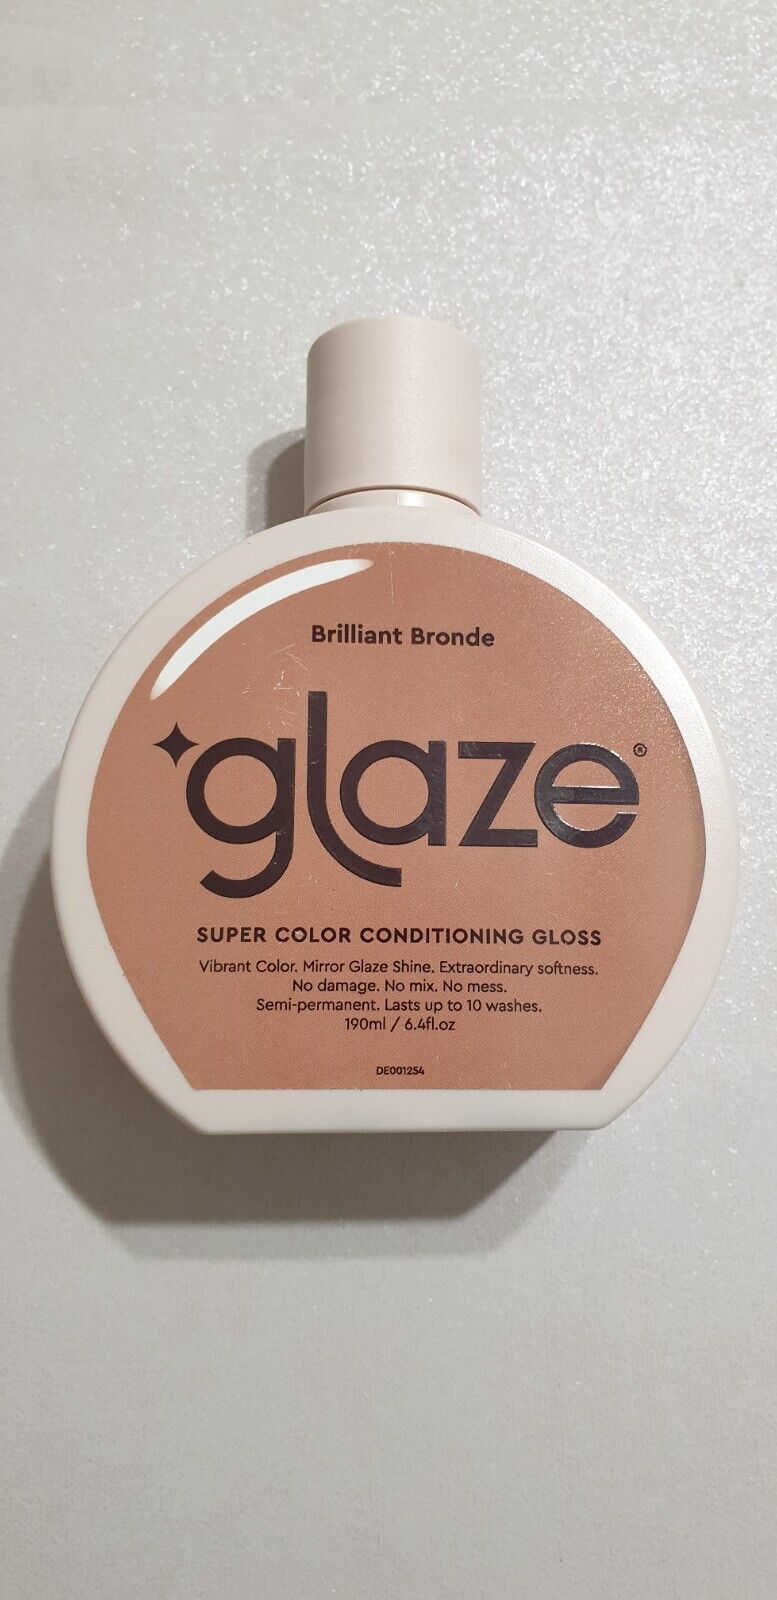 Brilliant Bronde
glaze®
SUPER COLOR CONDITIONING GLOSS
Vibrant Color. Mirror Glaze Shine. Extraordinary softness.
No damage. No mix. No mess.
Semi-permanent. Lasts up to 10 washes.
190ml / 6.4fl.oz
DE001254